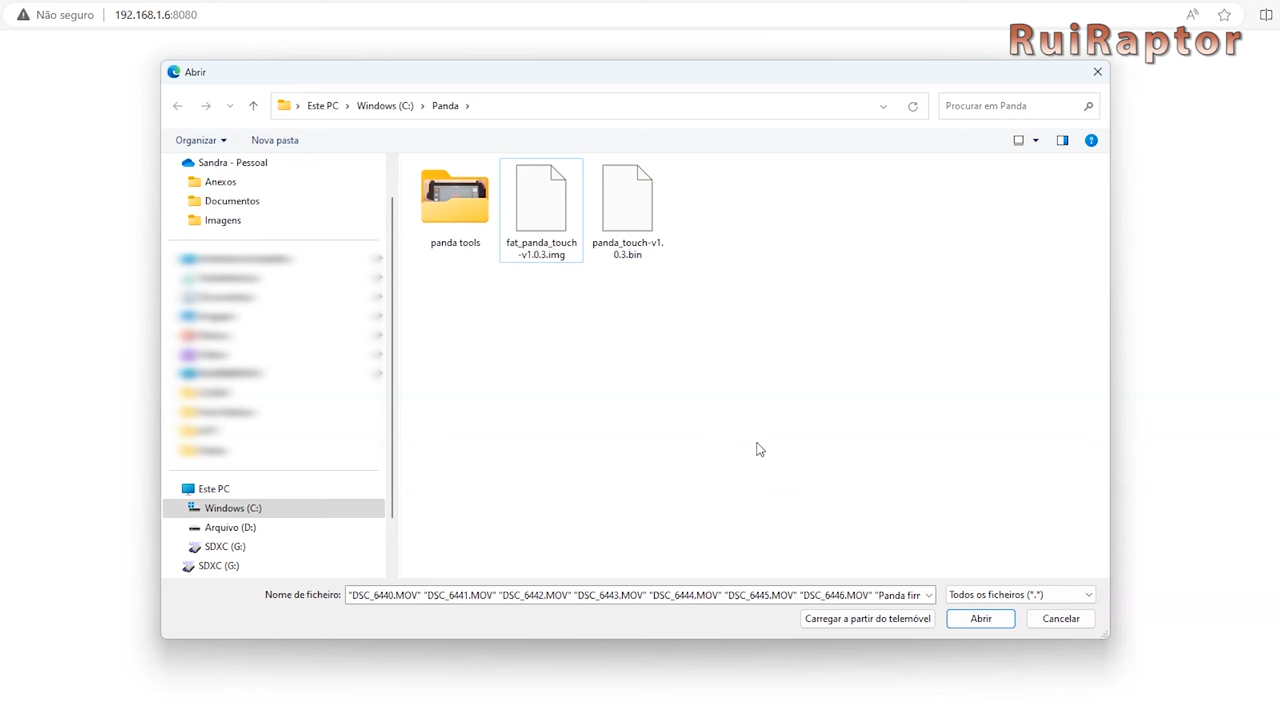 Não seguro
192.168.1.6:8080
RuiRaptor
Abrir
Este PC
Windows (C:)
Panda
Procurar em Panda
Organizar
Nova pasta
Sandra - Pessoal
Anexos
Documentos
Imagens
Este PC
Windows (C:)
Arquivo (D:)
SDXC (G:)
SDXC (G:)
panda tools
fat_panda_touch
-v1.0.3.img
panda_touch-v1.
0.3.bin
Nome de ficheiro:
"DSC_6440.MOV" "DSC_6441.MOV" "DSC_6442.MOV" "DSC_6443.MOV" "DSC_6444.MOV" "DSC_6445.MOV" "DSC_6446.MOV" "Panda firr
Todos os ficheiros (*.*)
Carregar a partir do telemóvel
Abrir
Cancelar